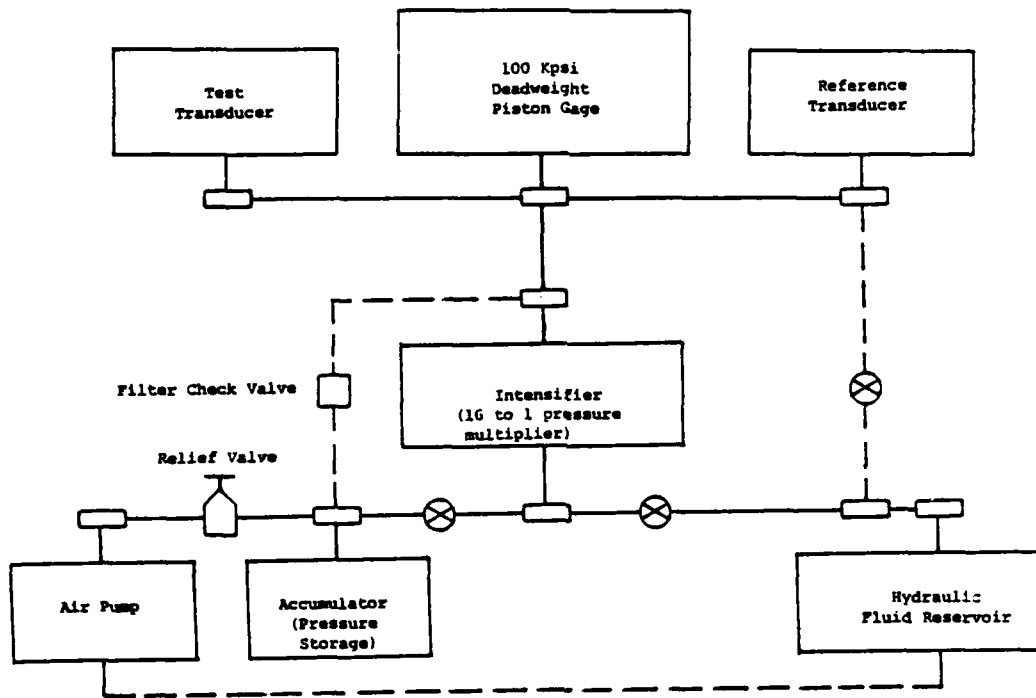 Test
Transducer
100 Kpsi
Deadweight
Piston Gage
Reference
Transducer
Filter Check Valve
Intensifier
(16 to 1 pressure
multiplier)
Relief Valve
Air Pump
Accumulator
(Pressure
Storage)
Hydraulic
Fluid Reservoir